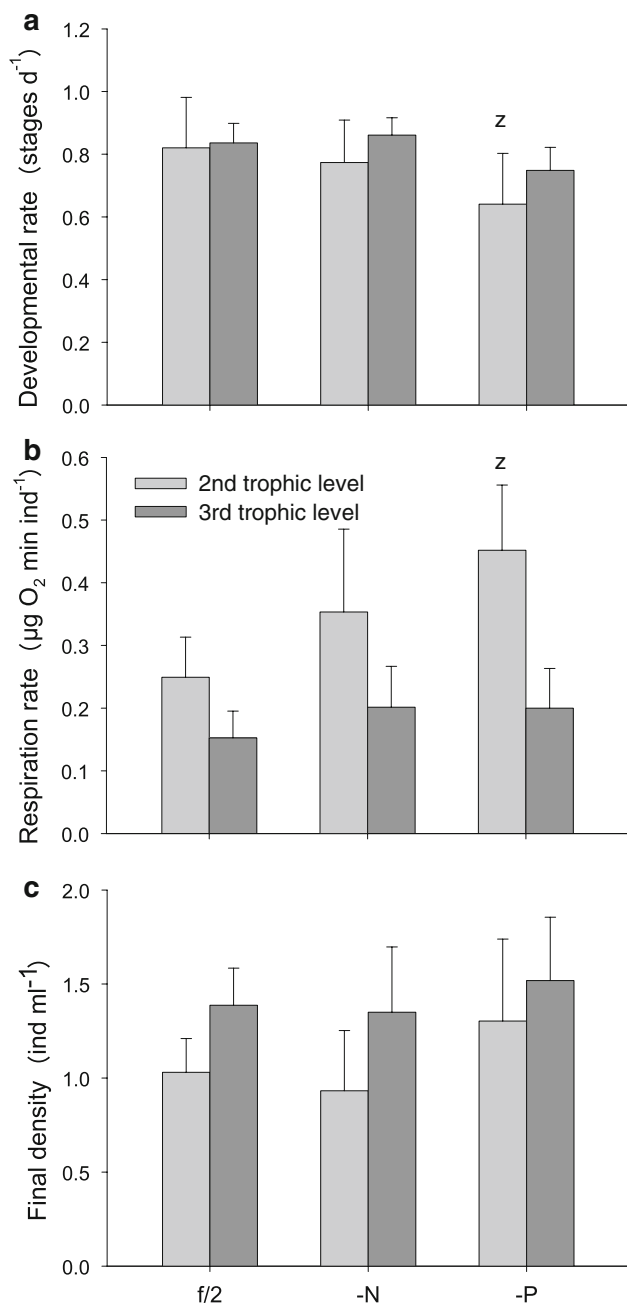 a
Developmental rate (stages d⁻¹)
1.2
1.0
0.8
0.6
0.4
0.2
0.0
z
b
Respiration rate (µg O₂ min ind⁻¹)
0.6
0.5
0.4
0.3
0.2
0.1
0.0
2nd trophic level
3rd trophic level
z
c
Final density (ind ml⁻¹)
2.0
1.5
1.0
0.5
0.0
f/2 -N -P